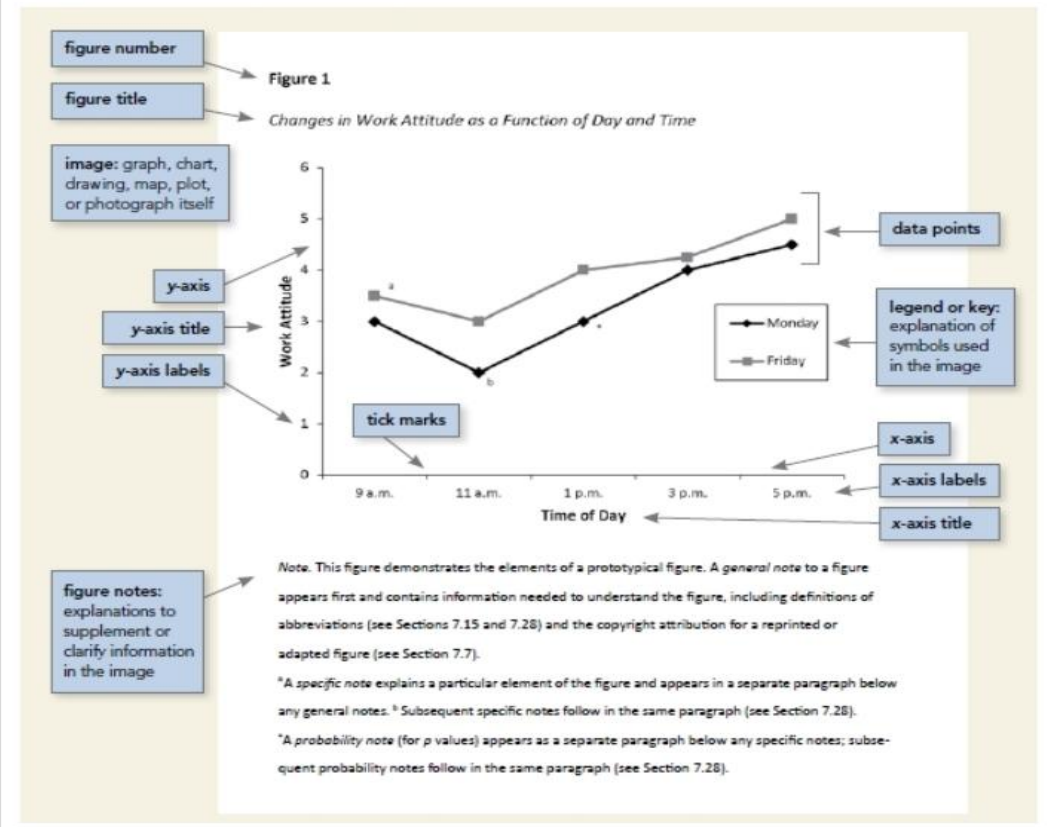 figure number
Figure 1
figure title
Changes in Work Attitude as a Function of Day and Time
image: graph, chart,
drawing, map, plot,
or photograph itself
6
5
4
3
2
1
0
data points
y-axis
y-axis title
y-axis labels
Work Attitude
a
b
*
Monday
Friday
legend or key:
explanation of
symbols used
in the image
tick marks
x-axis
9 a.m. 11 a.m. 1 p.m. 3 p.m. 5 p.m.
x-axis labels
Time of Day
x-axis title
figure notes:
explanations to
supplement or
clarify information
in the image
Note. This figure demonstrates the elements of a prototypical figure. A general note to a figure
appears first and contains information needed to understand the figure, including definitions of
abbreviations (see Sections 7.15 and 7.28) and the copyright attribution for a reprinted or
adapted figure (see Section 7.7).
ᵃA specific note explains a particular element of the figure and appears in a separate paragraph below
any general notes. ᵇ Subsequent specific notes follow in the same paragraph (see Section 7.28).
*A probability note (for p values) appears as a separate paragraph below any specific notes; subse-
quent probability notes follow in the same paragraph (see Section 7.28).